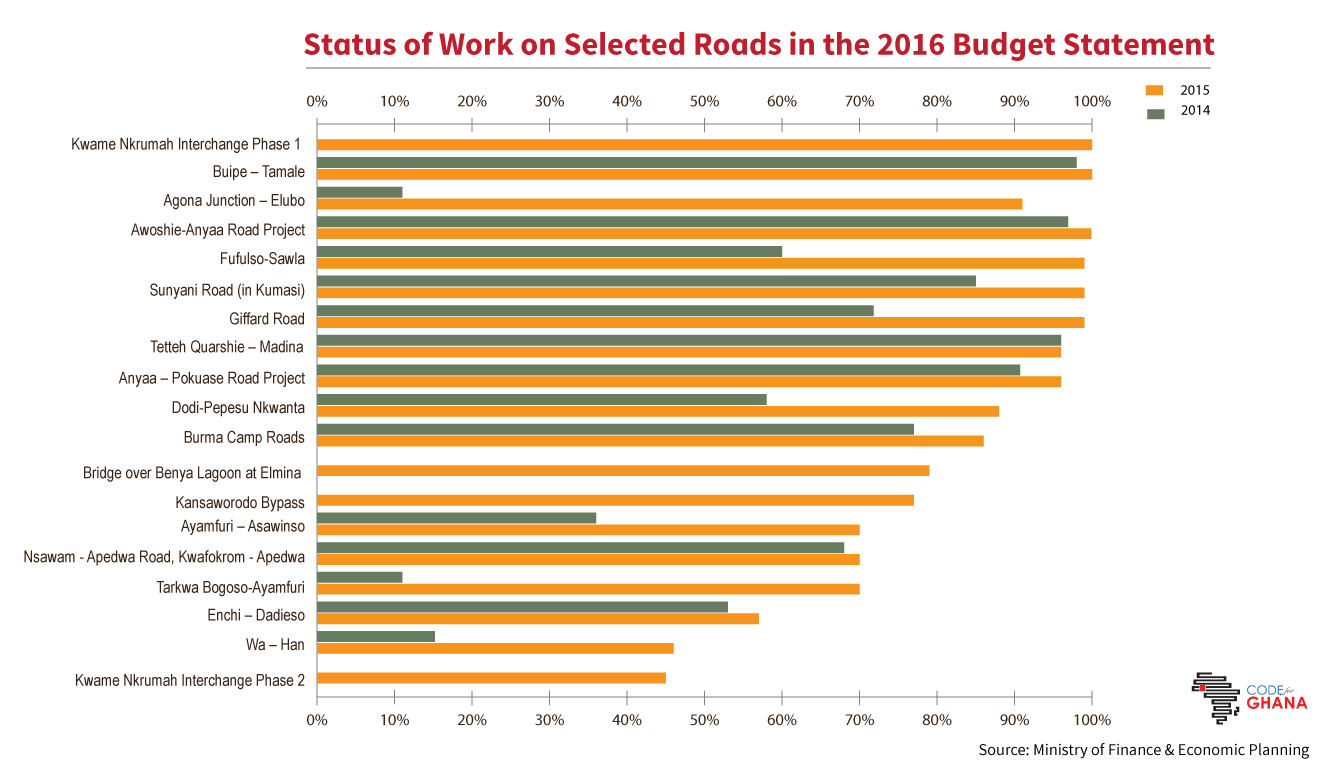 Status of Work on Selected Roads in the 2016 Budget Statement
2015
2014
0% 10% 20% 30% 40% 50% 60% 70% 80% 90% 100%
Kwame Nkrumah Interchange Phase 1
Buipe – Tamale
Agona Junction – Elubo
Awoshie-Anyaa Road Project
Fufulso-Sawla
Sunyani Road (in Kumasi)
Giffard Road
Tetteh Quarshie – Madina
Anyaa – Pokuase Road Project
Dodi-Pepesu Nkwanta
Burma Camp Roads
Bridge over Benya Lagoon at Elmina
Kansaworodo Bypass
Ayamfuri – Asawinso
Nsawam - Apedwa Road, Kwafokrom - Apedwa
Tarkwa Bogoso-Ayamfuri
Enchi – Dadieso
Wa – Han
Kwame Nkrumah Interchange Phase 2
0% 10% 20% 30% 40% 50% 60% 70% 80% 90% 100%
CODE for
GHANA
Source: Ministry of Finance & Economic Planning